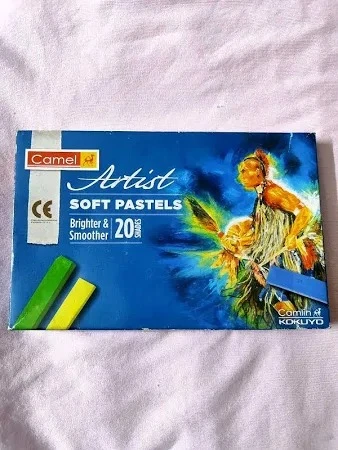 Camel
Artist
SOFT PASTELS
Brighter &
Smoother
20
SHADES
CE
Camlin
KOKUYO